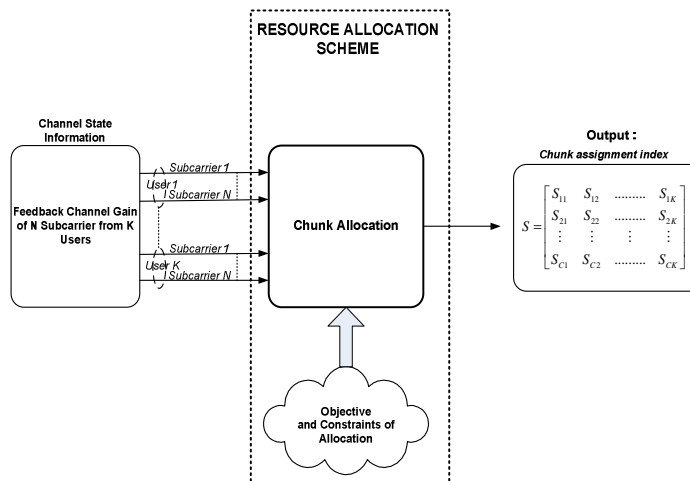 RESOURCE ALLOCATION
SCHEME
Channel State
Information
Feedback Channel Gain
of N Subcarrier from K
Users
Subcarrier 1
User 1
Subcarrier N
Subcarrier 1
User K
Subcarrier N
Chunk Allocation
Objective
and Constraints of
Allocation
Output :
Chunk assignment index
S = [ S11 S12 ......... S1K
S21 S22 ......... S2K
⋮ ⋮ ⋮ ⋮
SC1 SC2 ......... SCK ]